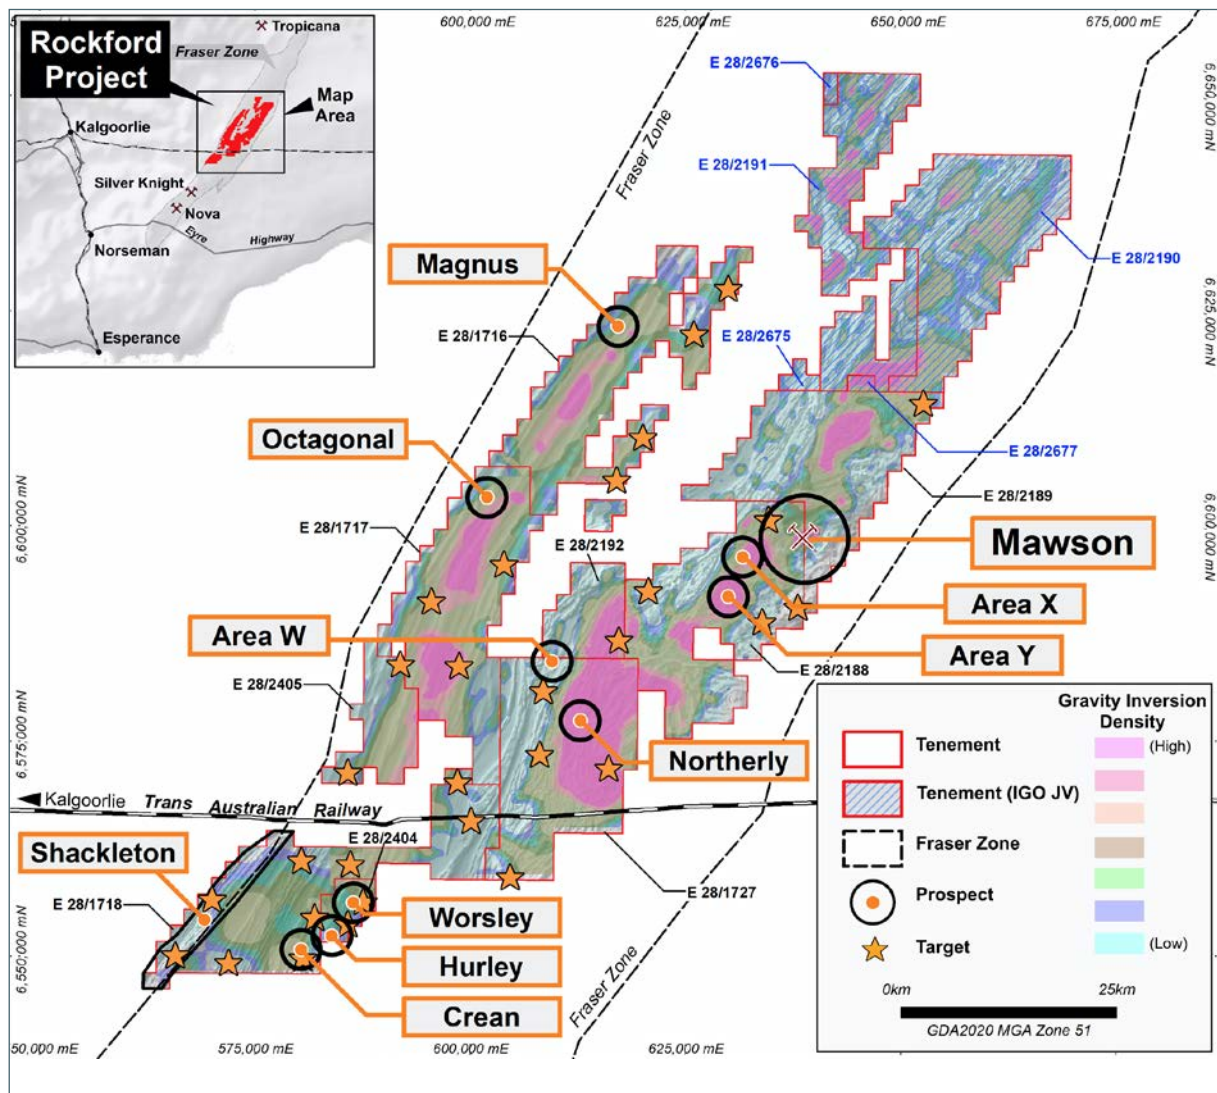 600,000 mE
625,000 mE
650,000 mE
675,000 mE
Tropicana
Fraser Zone
Rockford
Project
Map
Area
Kalgoorlie
Silver Knight
Nova
Eyre
Highway
Norseman
Esperance
E 28/2676
6,650,000 mN
Fraser Zone
E 28/2191
E 28/2190
Magnus
6,625,000 mN
E 28/1716
E 28/2675
Octagonal
E 28/2677
E 28/2189
6,600,000 mN
E 28/1717
E 28/2192
6,600,000 mN
Mawson
Area X
Area W
Area Y
E 28/2188
E 28/2405
6,575,000 mN
Northerly
Kalgoorlie
Trans Australian Railway
E 28/2404
Shackleton
E 28/1727
E 28/1718
Worsley
Hurley
6,550,000 mN
Crean
Fraser Zone
50,000 mE
575,000 mE
600,000 mE
625,000 mE
Gravity Inversion
Density
Tenement
(High)
Tenement (IGO JV)
Fraser Zone
Prospect
Target
(Low)
0km
25km
GDA2020 MGA Zone 51